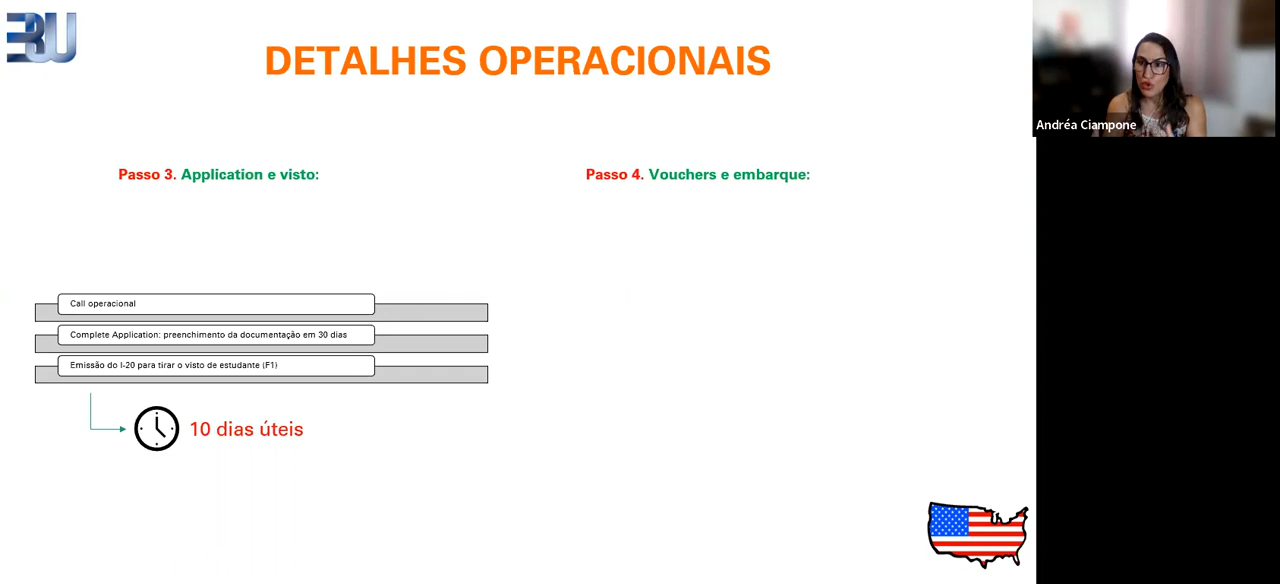 3U
DETALHES OPERACIONAIS
Andréa Ciampone
Passo 3. Application e visto:
Passo 4. Vouchers e embarque:
Call operacional
Complete Application: preenchimento da documentação em 30 dias
Emissão do I-20 para tirar o visto de estudante (F1)
10 dias úteis